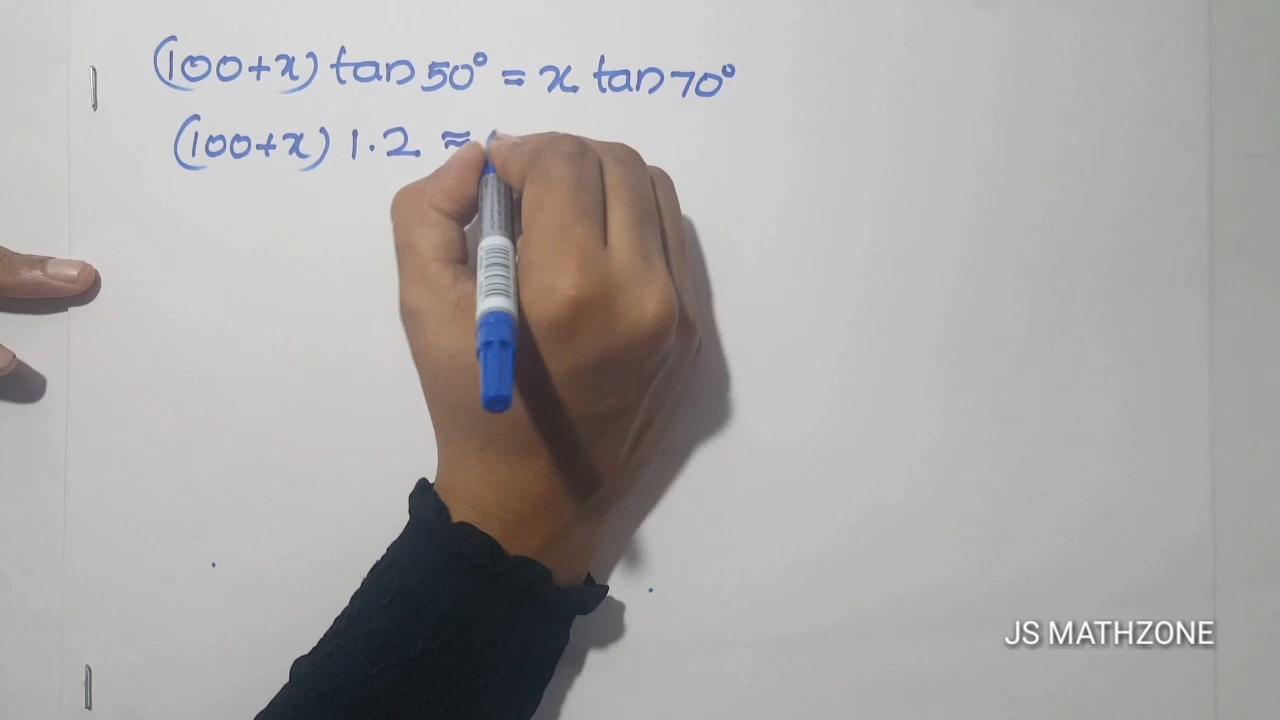 (100+x) tan 50° = x tan 70°
(100+x) 1.2 ≈
JS MATHZONE